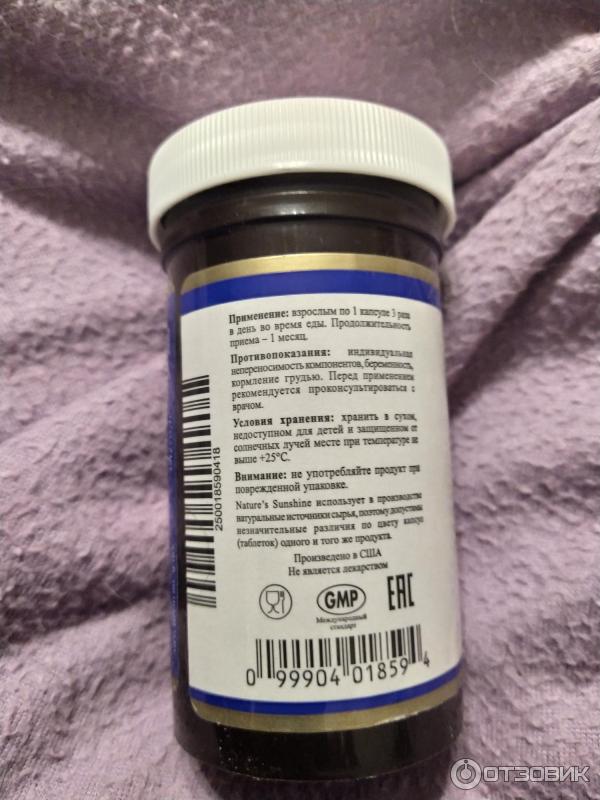 Применение: взрослым по 1 капсуле 3 раза
в день во время еды. Продолжительность
приема – 1 месяц.
Противопоказания: индивидуальная
непереносимость компонентов, беременность,
кормление грудью. Перед применением
рекомендуется проконсультироваться с
врачом.
Условия хранения: хранить в сухом,
недоступном для детей и защищенном от
солнечных лучей месте при температуре не
выше +25°С.
Внимание: не употребляйте продукт при
поврежденной упаковке.
Nature's Sunshine использует в производстве
натуральные источники сырья, поэтому допустимы
незначительные различия по цвету капсул
(таблеток) одного и того же продукта.
Произведено в США
Не является лекарством
GMP
Международный
стандарт
EAC
0 99904 01859 4
250018590418
ОТЗОВИК